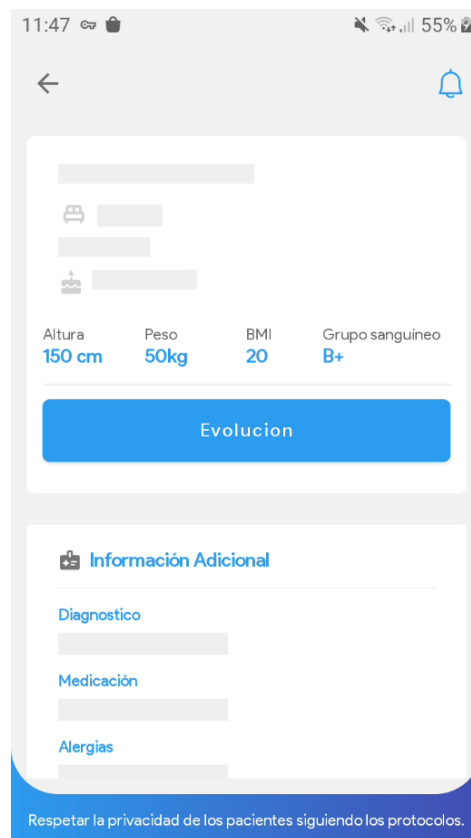 11:47 55%
Altura Peso BMI Grupo sanguíneo
150 cm 50kg 20 B+
Evolucion
Información Adicional
Diagnostico
Medicación
Alergias
Respetar la privacidad de los pacientes siguiendo los protocolos.